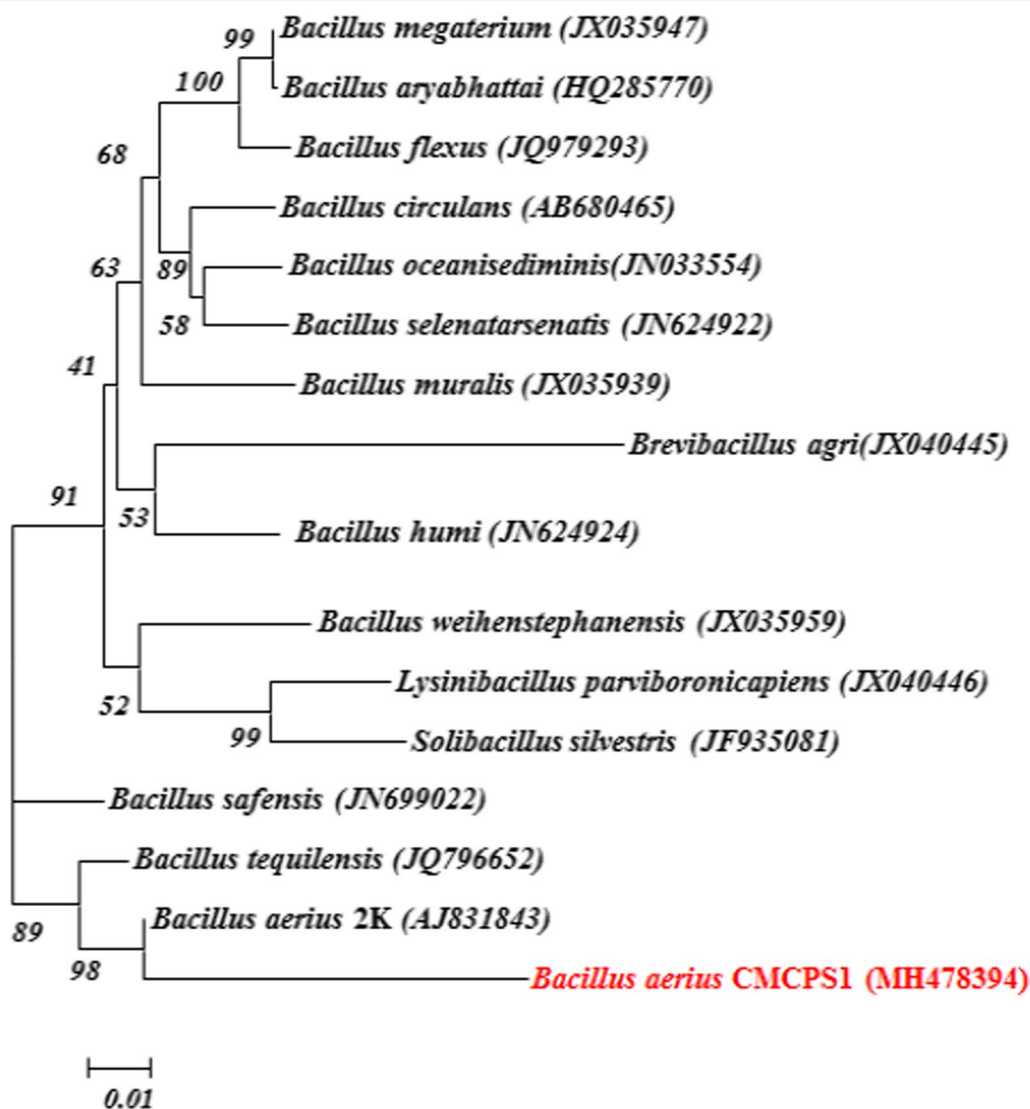 99
Bacillus megaterium (JX035947)
100
Bacillus aryabhattai (HQ285770)
Bacillus flexus (JQ979293)
68
Bacillus circulans (AB680465)
63
89
Bacillus oceanisediminis(JN033554)
58
Bacillus selenatarsenatis (JN624922)
41
Bacillus muralis (JX035939)
Brevibacillus agri(JX040445)
91
53
Bacillus humi (JN624924)
Bacillus weihenstephanensis (JX035959)
Lysinibacillus parviboronicapiens (JX040446)
52
99
Solibacillus silvestris (JF935081)
Bacillus safensis (JN699022)
Bacillus tequilensis (JQ796652)
Bacillus aerius 2K (AJ831843)
89
98
Bacillus aerius CMCPS1 (MH478394)
0.01